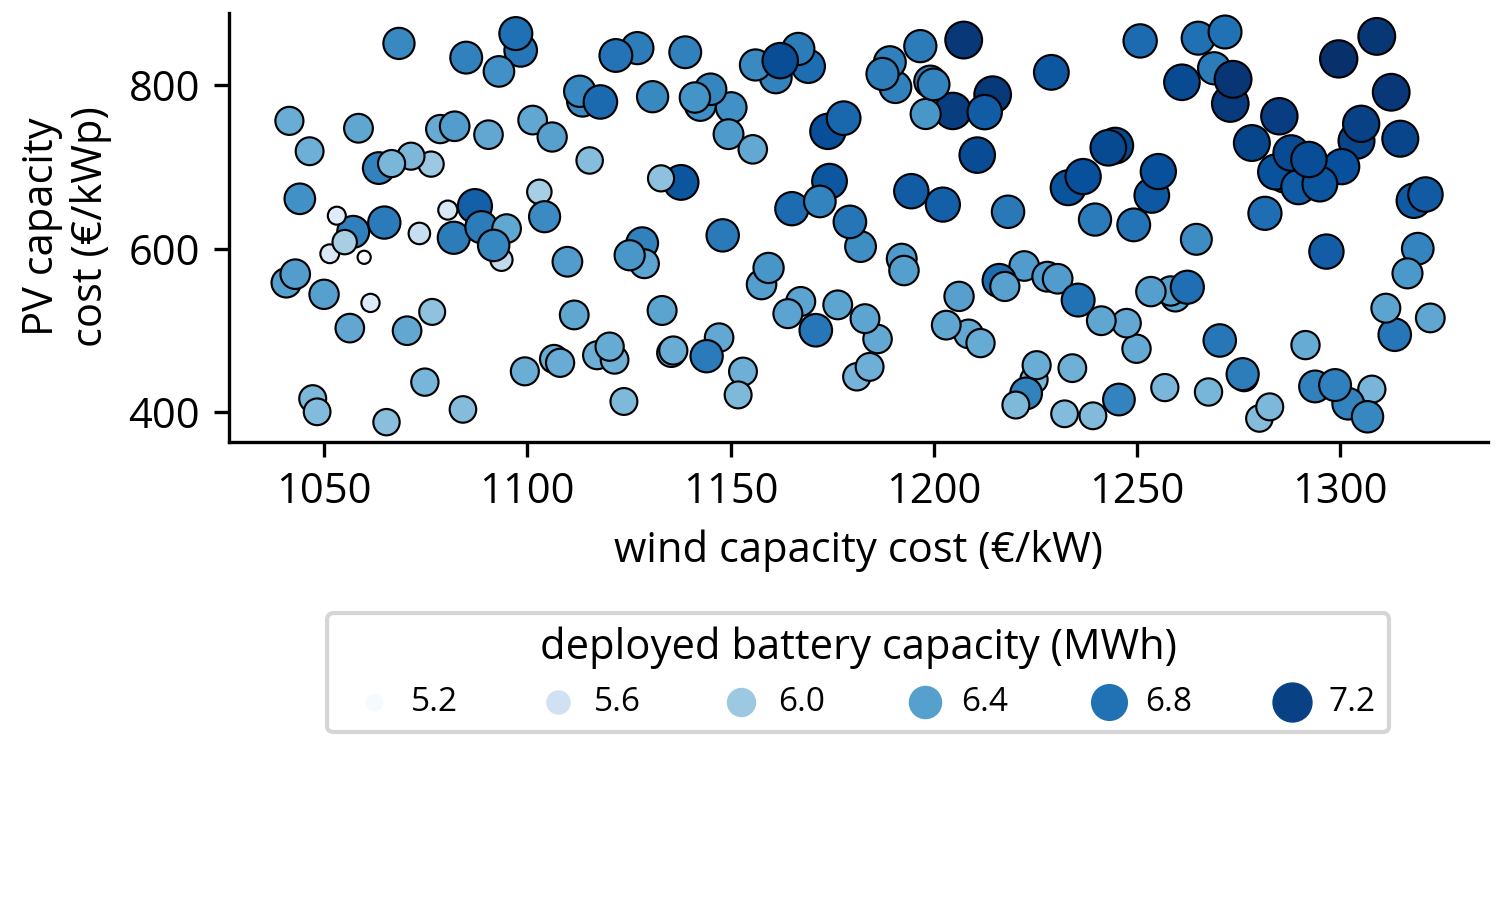 PV capacity
cost (€/kWp)
800
600
400
1050 1100 1150 1200 1250 1300
wind capacity cost (€/kW)
deployed battery capacity (MWh)
5.2 5.6 6.0 6.4 6.8 7.2